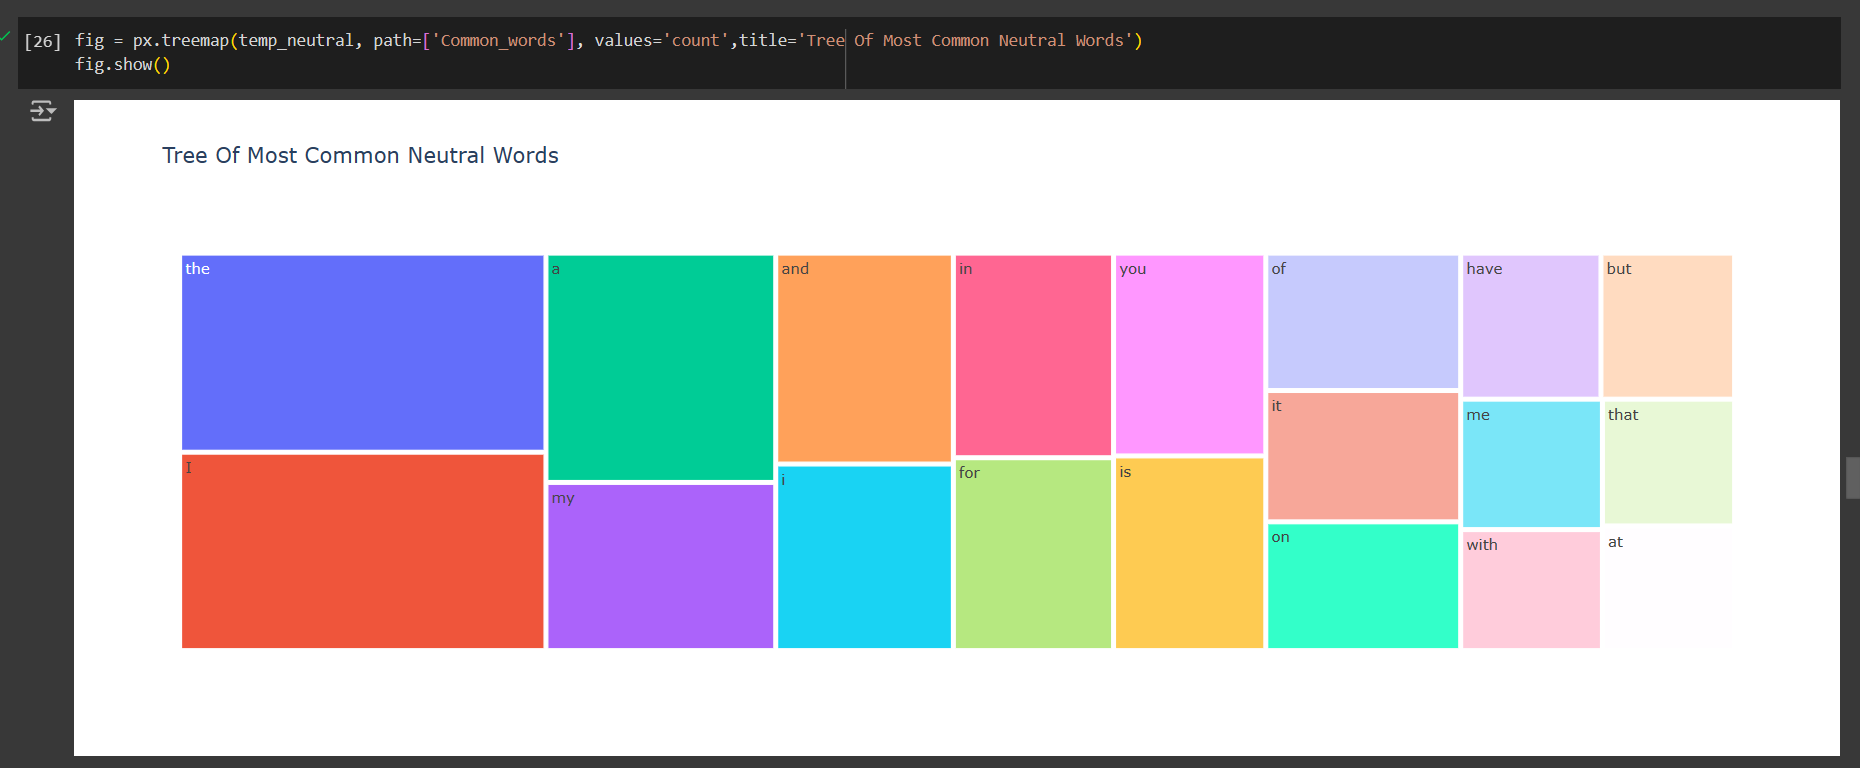 [26] fig = px.treemap(temp_neutral, path=['Common_words'], values='count',title='Tree Of Most Common Neutral Words')
fig.show()
Tree Of Most Common Neutral Words
the
a
and
in
you
of
have
but
it
me
that
I
for
is
i
my
on
with
at